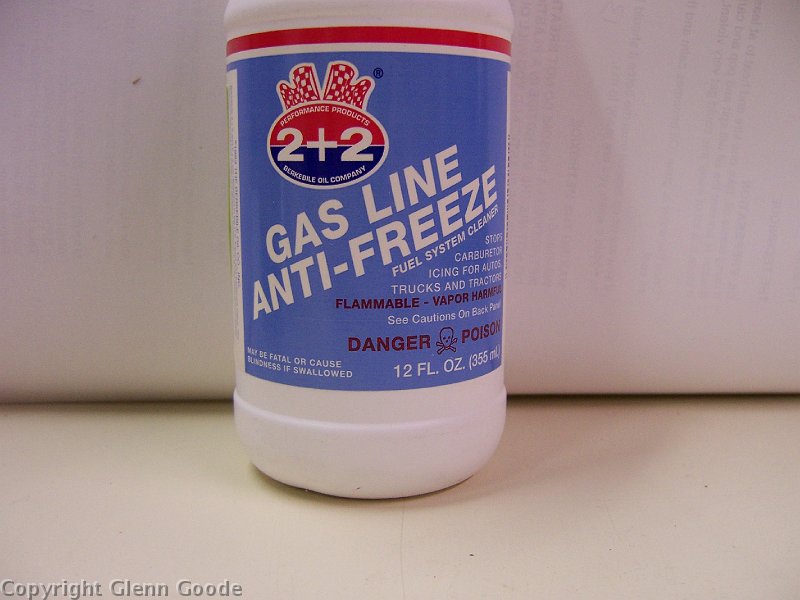 ®
PERFORMANCE PRODUCTS
2+2
BERKEBILE OIL COMPANY
GAS LINE
ANTI-FREEZE
FUEL SYSTEM CLEANER
STOPS
CARBURETOR
ICING FOR AUTOS,
TRUCKS AND TRACTORS
FLAMMABLE - VAPOR HARMFUL
See Cautions On Back Panel
DANGER POISON
MAY BE FATAL OR CAUSE
BLINDNESS IF SWALLOWED
12 FL. OZ. (355 mL)
Copyright Glenn Goode